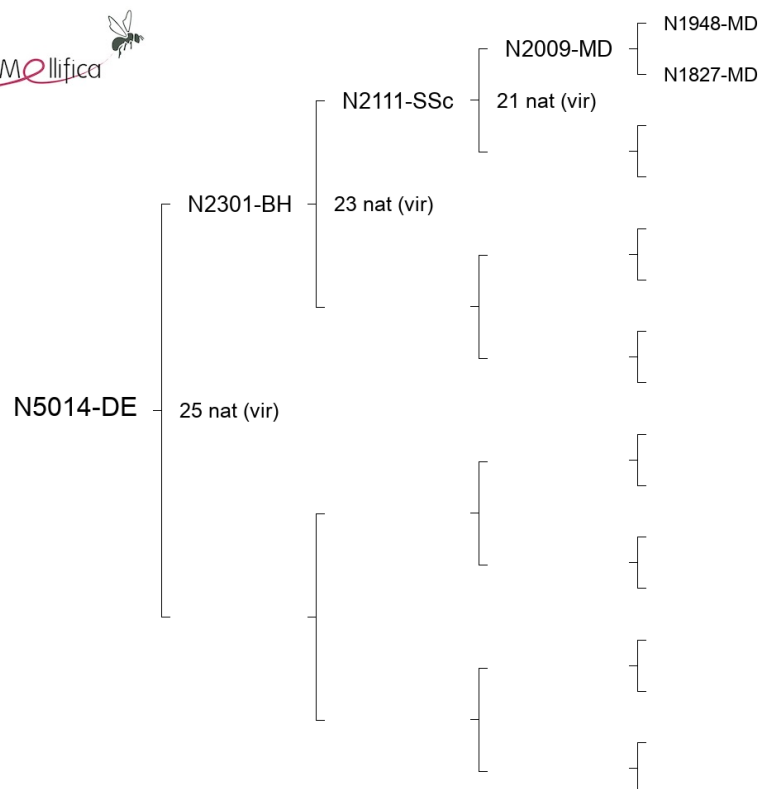 Mellifica
N1948-MD
N2009-MD
N1827-MD
N2111-SSc
21 nat (vir)
N2301-BH
23 nat (vir)
N5014-DE
25 nat (vir)